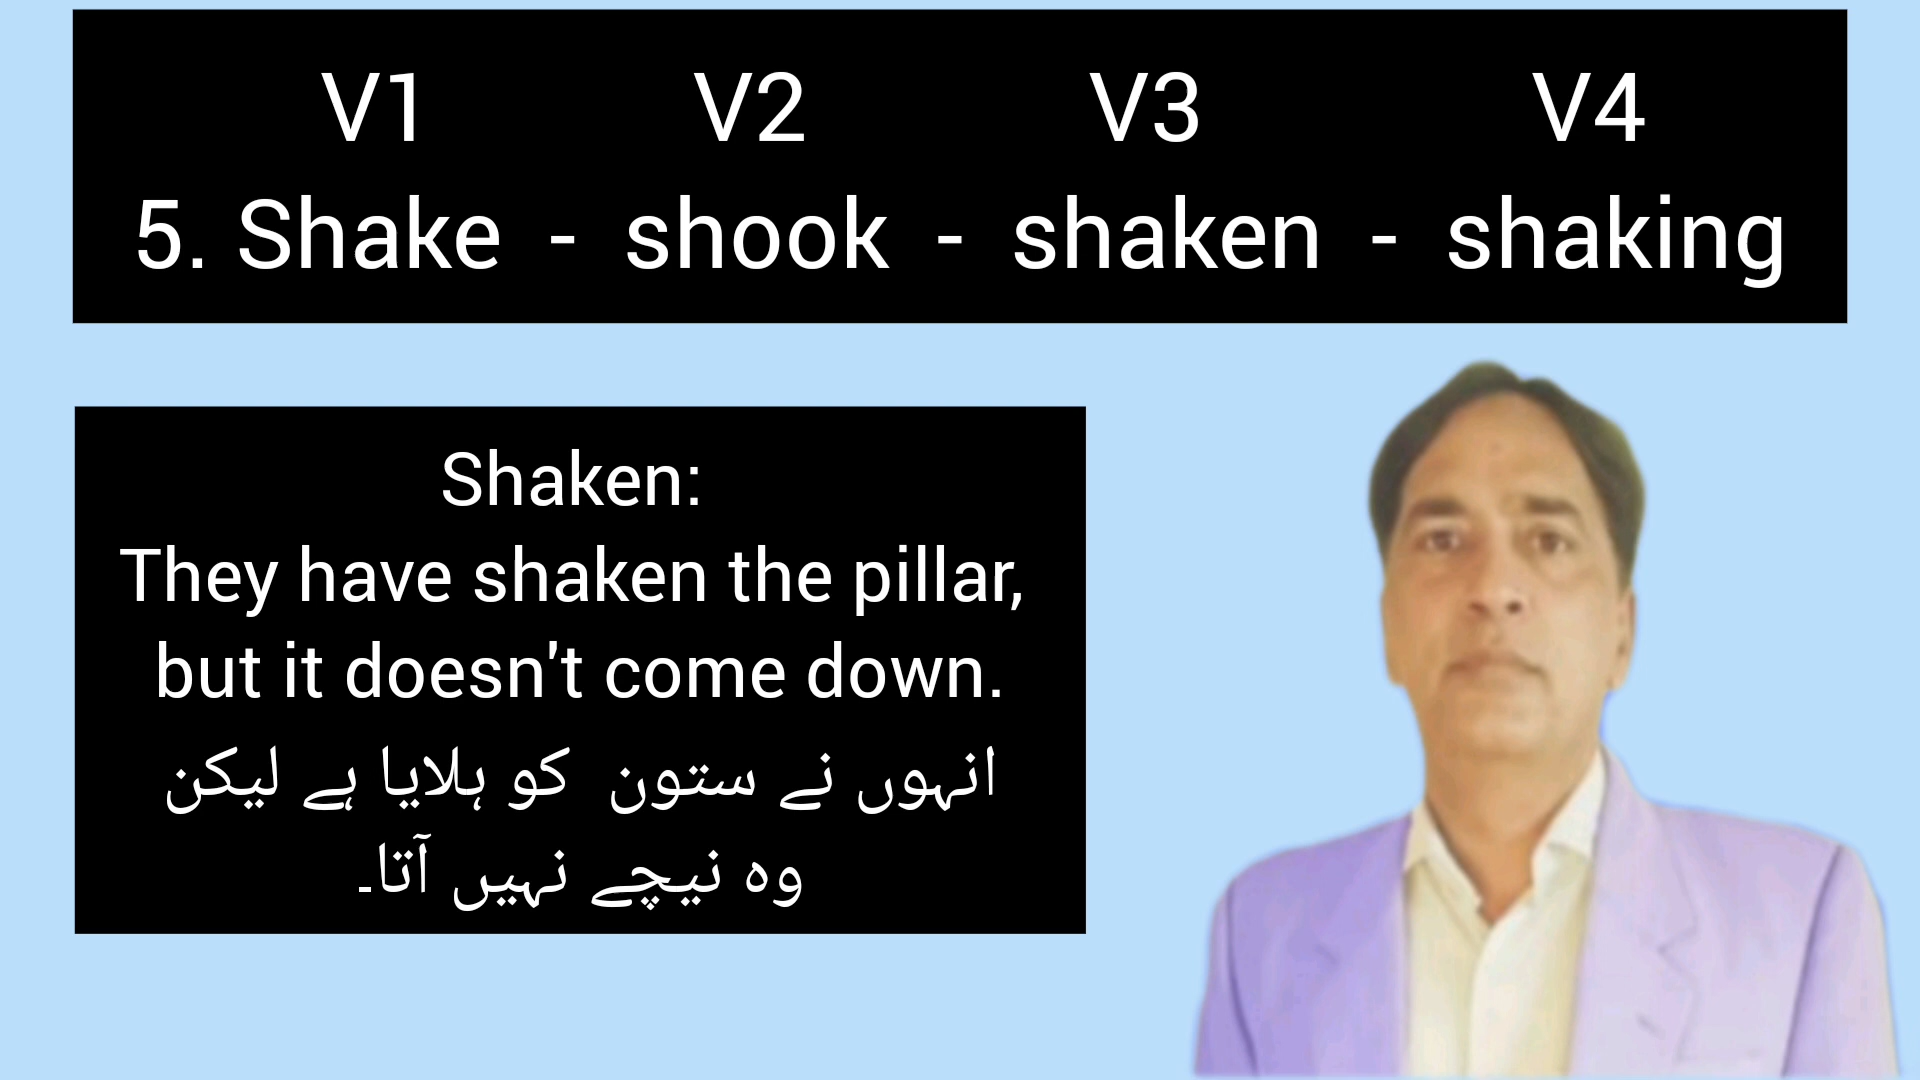 V1 V2 V3 V4
5. Shake - shook - shaken - shaking
Shaken:
They have shaken the pillar,
but it doesn't come down.
انہوں نے ستون کو ہلایا ہے لیکن
وہ نیچے نہیں آتا۔